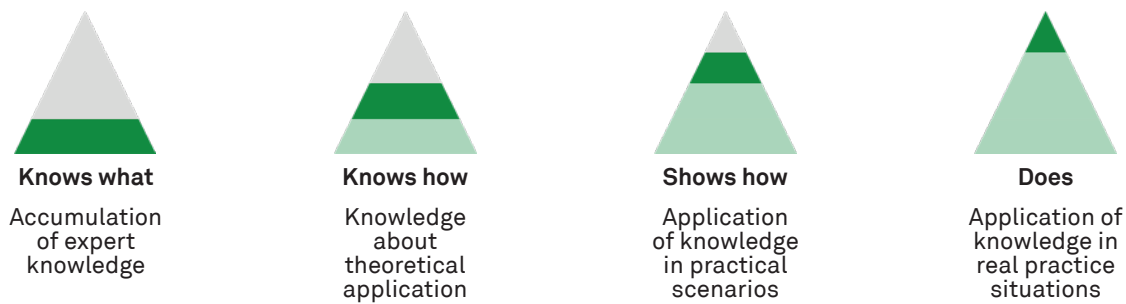 Knows what
Accumulation
of expert
knowledge
Knows how
Knowledge
about
theoretical
application
Shows how
Application
of knowledge
in practical
scenarios
Does
Application of
knowledge in
real practice
situations